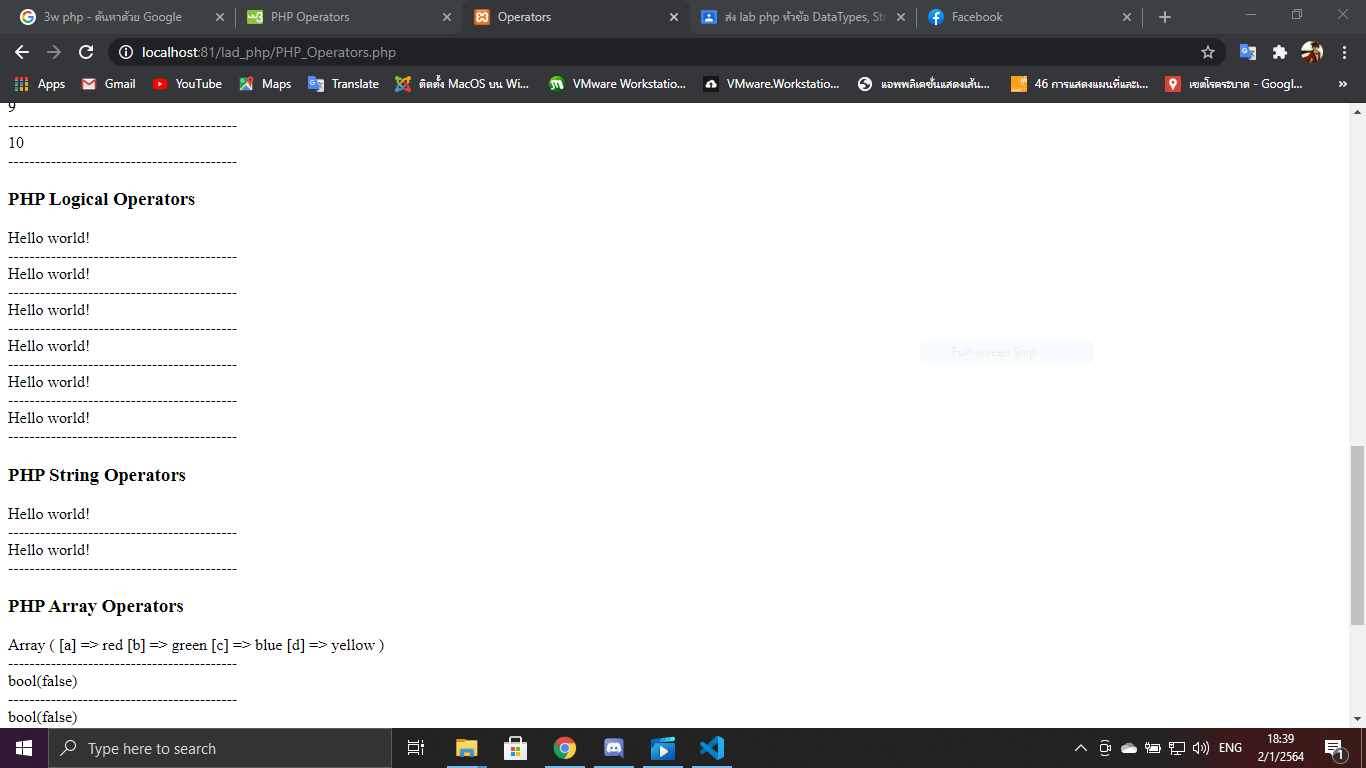 3w php - ค้นหาด้วย Google
PHP Operators
Operators
ส่ง lab php หัวข้อ DataTypes, Str
Facebook
localhost:81/lad_php/PHP_Operators.php
Apps
Gmail
YouTube
Maps
Translate
ติดตั้ง MacOS บน Wi...
VMware Workstatio...
VMware.Workstatio...
แอพพลิเคชั่นแสดงเส้น...
46 การแสดงแผนที่และเ...
เขตโรคระบาด - Googl...
»
9
-------------------------------------------
10
-------------------------------------------
PHP Logical Operators
Hello world!
-------------------------------------------
Hello world!
-------------------------------------------
Hello world!
-------------------------------------------
Hello world!
-------------------------------------------
Hello world!
-------------------------------------------
Hello world!
-------------------------------------------
Full-screen Snip
PHP String Operators
Hello world!
-------------------------------------------
Hello world!
-------------------------------------------
PHP Array Operators
Array ( [a] => red [b] => green [c] => blue [d] => yellow )
-------------------------------------------
bool(false)
-------------------------------------------
bool(false)
Type here to search
ENG
18:39
2/1/2564
1